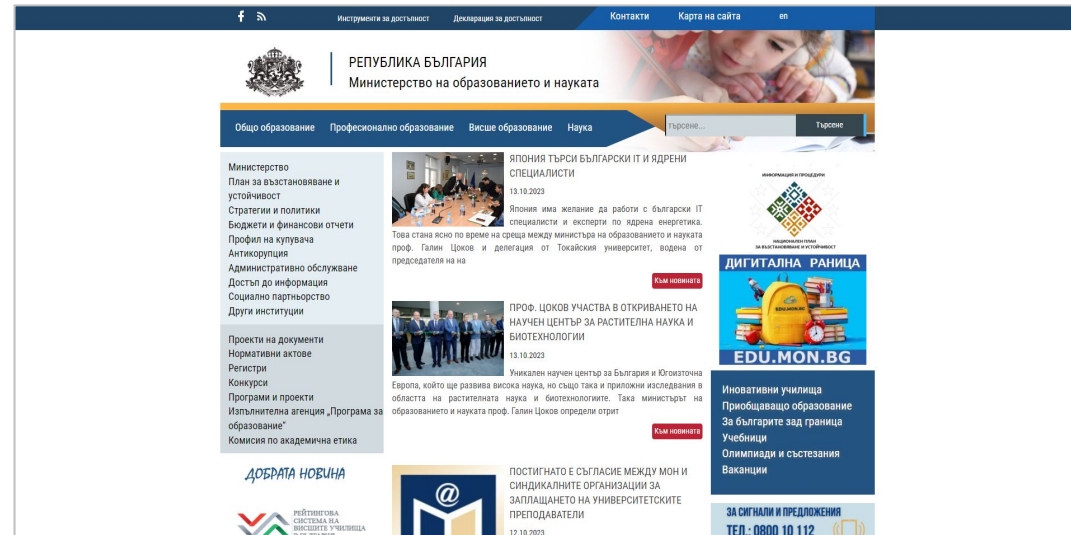 Инструменти за достъпност
Декларация за достъпност
Контакти
Карта на сайта
en
РЕПУБЛИКА БЪЛГАРИЯ
Министерство на образованието и науката
Общо образование
Професионално образование
Висше образование
Наука
търсене...
Търсене
Министерство
План за възстановяване и
устойчивост
Стратегии и политики
Бюджети и финансови отчети
Профил на купувача
Антикорупция
Административно обслужване
Достъп до информация
Социално партньорство
Други институции
Проекти на документи
Нормативни актове
Регистри
Конкурси
Програми и проекти
Изпълнителна агенция „Програма за
образование"
Комисия по академична етика
ДОБРАТА НОВИНА
РЕЙТИНГОВА
СИСТЕМА НА
ВИСШИТЕ УЧИЛИЩА
В БЪЛГАРИЯ
ЯПОНИЯ ТЪРСИ БЪЛГАРСКИ IT И ЯДРЕНИ
СПЕЦИАЛИСТИ
13.10.2023
Япония има желание да работи с български IT
специалисти и експерти по ядрена енергетика.
Това стана ясно по време на среща между министъра на образованието и науката
проф. Галин Цоков и делегация от Токайския университет, водена от
председателя на на
Към новината
ПРОФ. ЦОКОВ УЧАСТВА В ОТКРИВАНЕТО НА
НАУЧЕН ЦЕНТЪР ЗА РАСТИТЕЛНА НАУКА И
БИОТЕХНОЛОГИИ
13.10.2023
Уникален научен център за България и Югоизточна
Европа, който ще развива висока наука, но също така и приложни изследвания в
областта на растителната наука и биотехнологиите. Така министърът на
образованието и науката проф. Галин Цоков определи отрит
Към новината
ПОСТИГНАТО Е СЪГЛАСИЕ МЕЖДУ МОН И
СИНДИКАЛНИТЕ ОРГАНИЗАЦИИ ЗА
ЗАПЛАЩАНЕТО НА УНИВЕРСИТЕТСКИТЕ
ПРЕПОДАВАТЕЛИ
12.10.2023
ИНФОРМАЦИЯ И ПРОЦЕДУРИ
НАЦИОНАЛЕН ПЛАН
ЗА ВЪЗСТАНОВЯВАНЕ И УСТОЙЧИВОСТ
ДИГИТАЛНА РАНИЦА
EDU.MON.BG
EDU.MON.BG
Иновативни училища
Приобщаващо образование
За българите зад граница
Учебници
Олимпиади и състезания
Ваканции
ЗА СИГНАЛИ И ПРЕДЛОЖЕНИЯ
ТЕЛ.: 0800 10 112